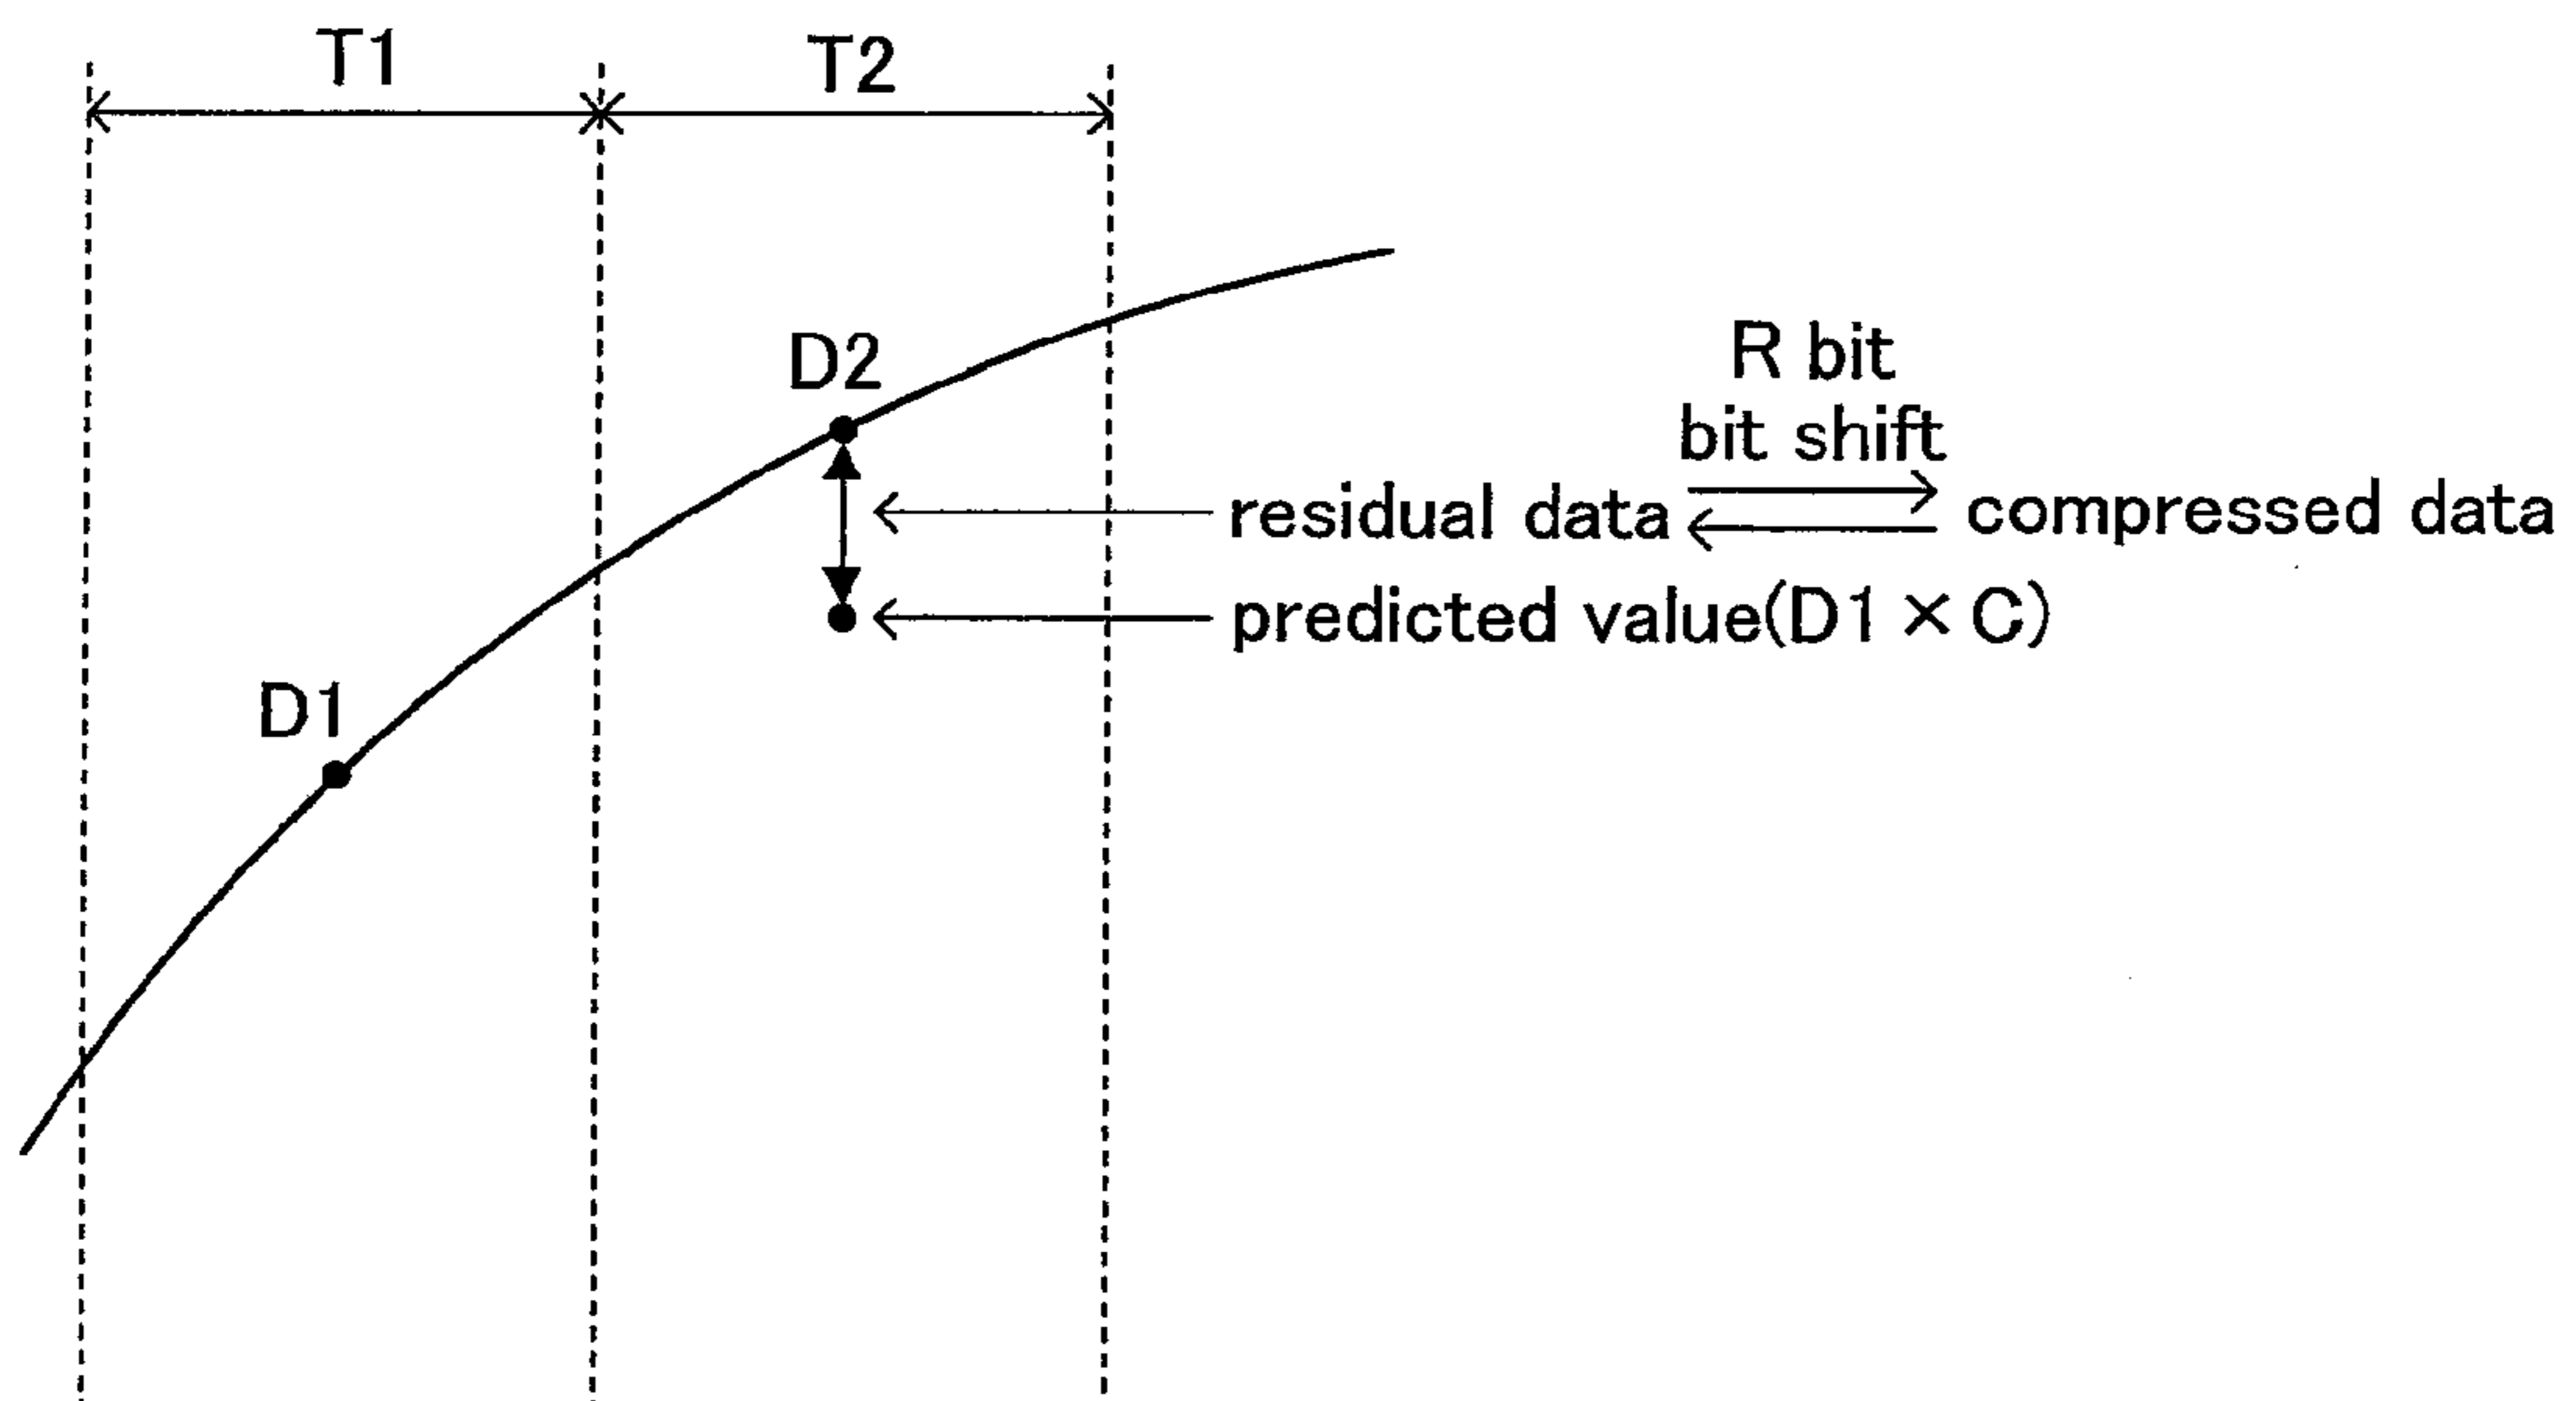 T1
T2
D2
R bit
bit shift
residual data
compressed data
predicted value(D1×C)
D1